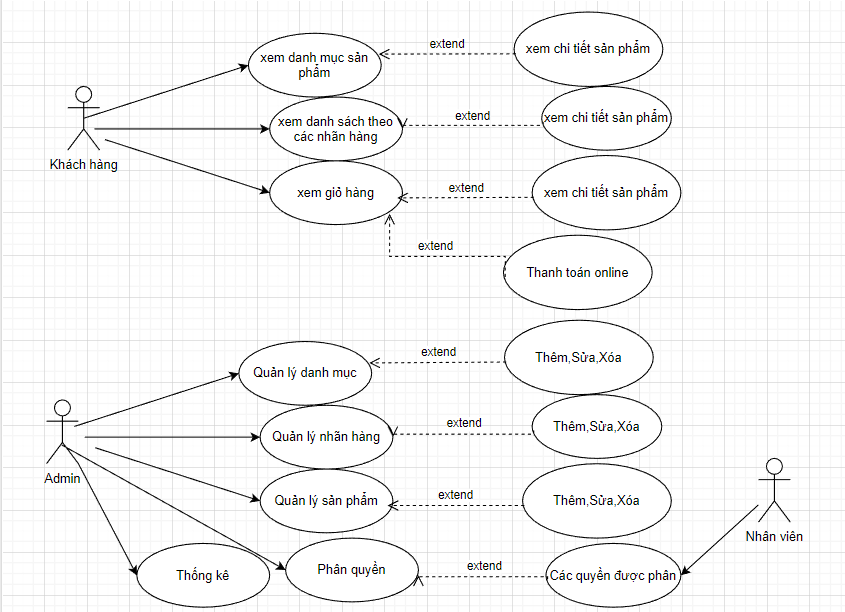 xem danh mục sản
phẩm
extend
xem chi tiết sản phẩm
xem danh sách theo
các nhãn hàng
extend
xem chi tiết sản phẩm
Khách hàng
xem giỏ hàng
extend
xem chi tiết sản phẩm
extend
Thanh toán online
Quản lý danh mục
extend
Thêm,Sửa,Xóa
Quản lý nhãn hàng
extend
Thêm,Sửa,Xóa
Admin
Quản lý sản phẩm
extend
Thêm,Sửa,Xóa
Nhân viên
Thống kê
Phân quyền
extend
Các quyền được phân